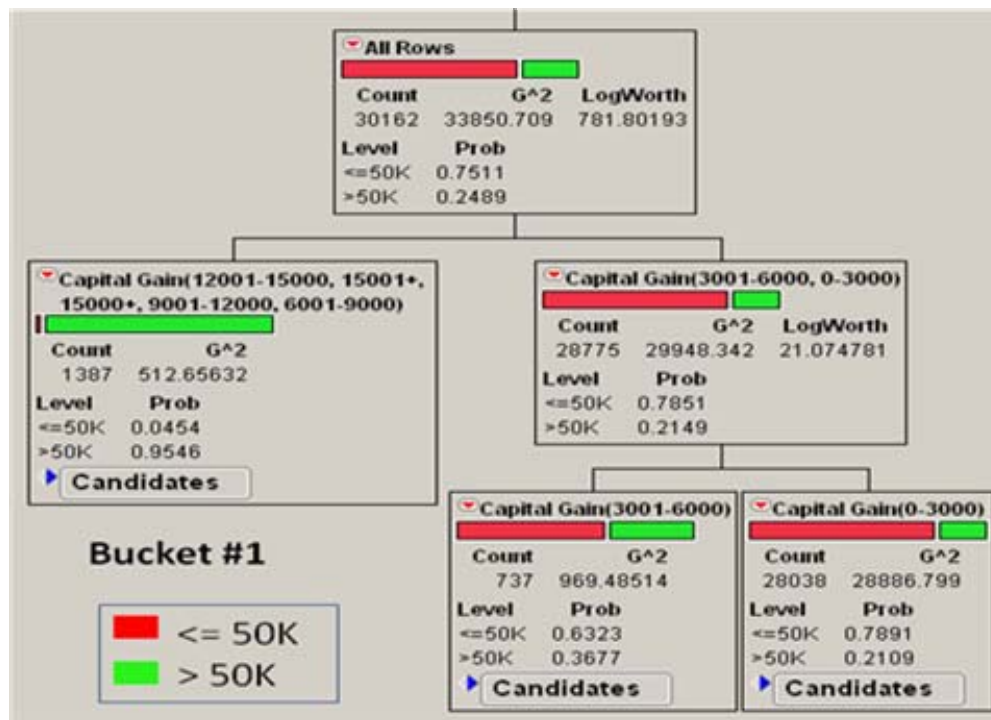 All Rows
Count G^2 LogWorth
30162 33850.709 781.80193
Level Prob
<=50K 0.7511
>50K 0.2489
Capital Gain(12001-15000, 15001+,
15000+, 9001-12000, 6001-9000)
Count G^2
1387 512.65632
Level Prob
<=50K 0.0454
>50K 0.9546
Candidates
Capital Gain(3001-6000, 0-3000)
Count G^2 LogWorth
28775 29948.342 21.074781
Level Prob
<=50K 0.7851
>50K 0.2149
Capital Gain(3001-6000)
Count G^2
737 969.48514
Level Prob
<=50K 0.6323
>50K 0.3677
Candidates
Capital Gain(0-3000)
Count G^2
28038 28886.799
Level Prob
<=50K 0.7891
>50K 0.2109
Candidates
Bucket #1
<= 50K
> 50K